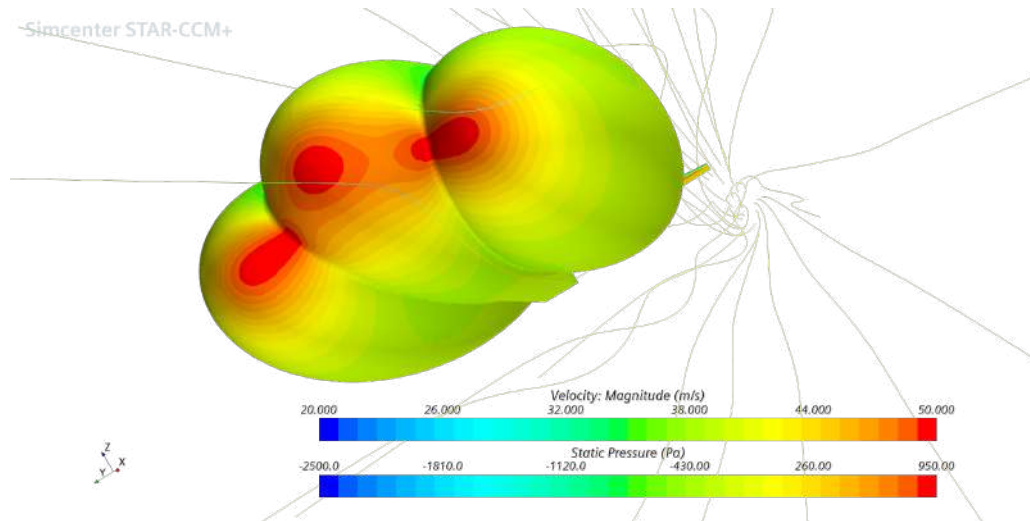 Simcenter STAR-CCM+
Velocity: Magnitude (m/s)
20.000 26.000 32.000 38.000 44.000 50.000
Static Pressure (Pa)
-2500.0 -1810.0 -1120.0 -430.00 260.00 950.00
Z
X
Y